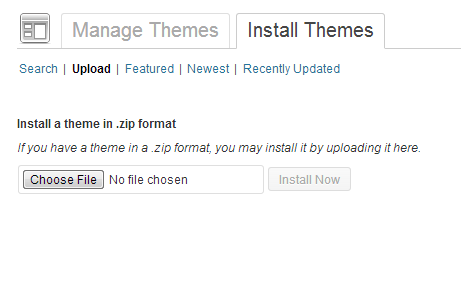 Manage Themes Install Themes
Search | Upload | Featured | Newest | Recently Updated
Install a theme in .zip format
If you have a theme in a .zip format, you may install it by uploading it here.
Choose File No file chosen Install Now